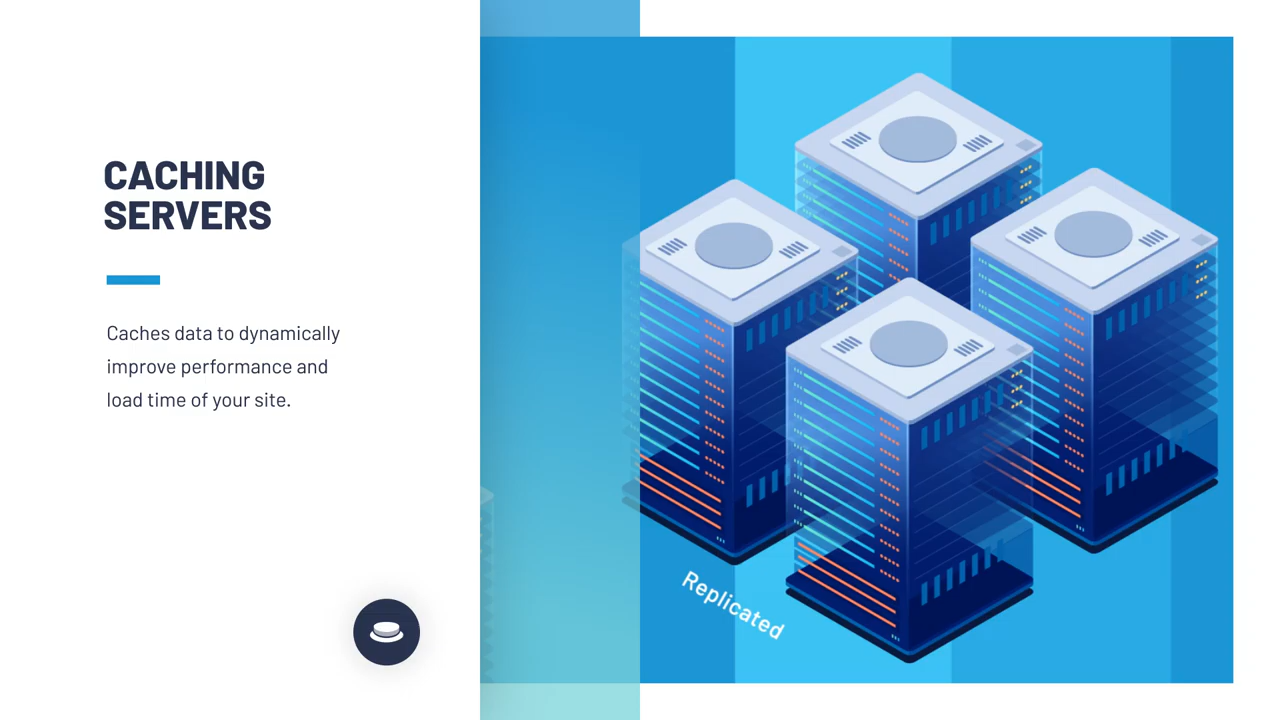 CACHING
SERVERS
Caches data to dynamically
improve performance and
load time of your site.
Replicated